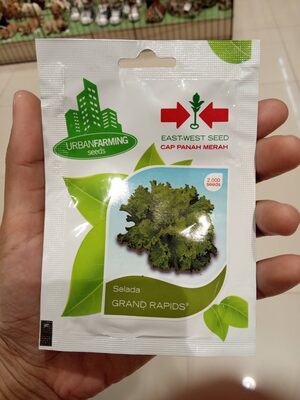 URBANFARMING
seeds
EAST-WEST SEED
CAP PANAH MERAH
2.000
seeds
Selada
GRAND RAPIDS®